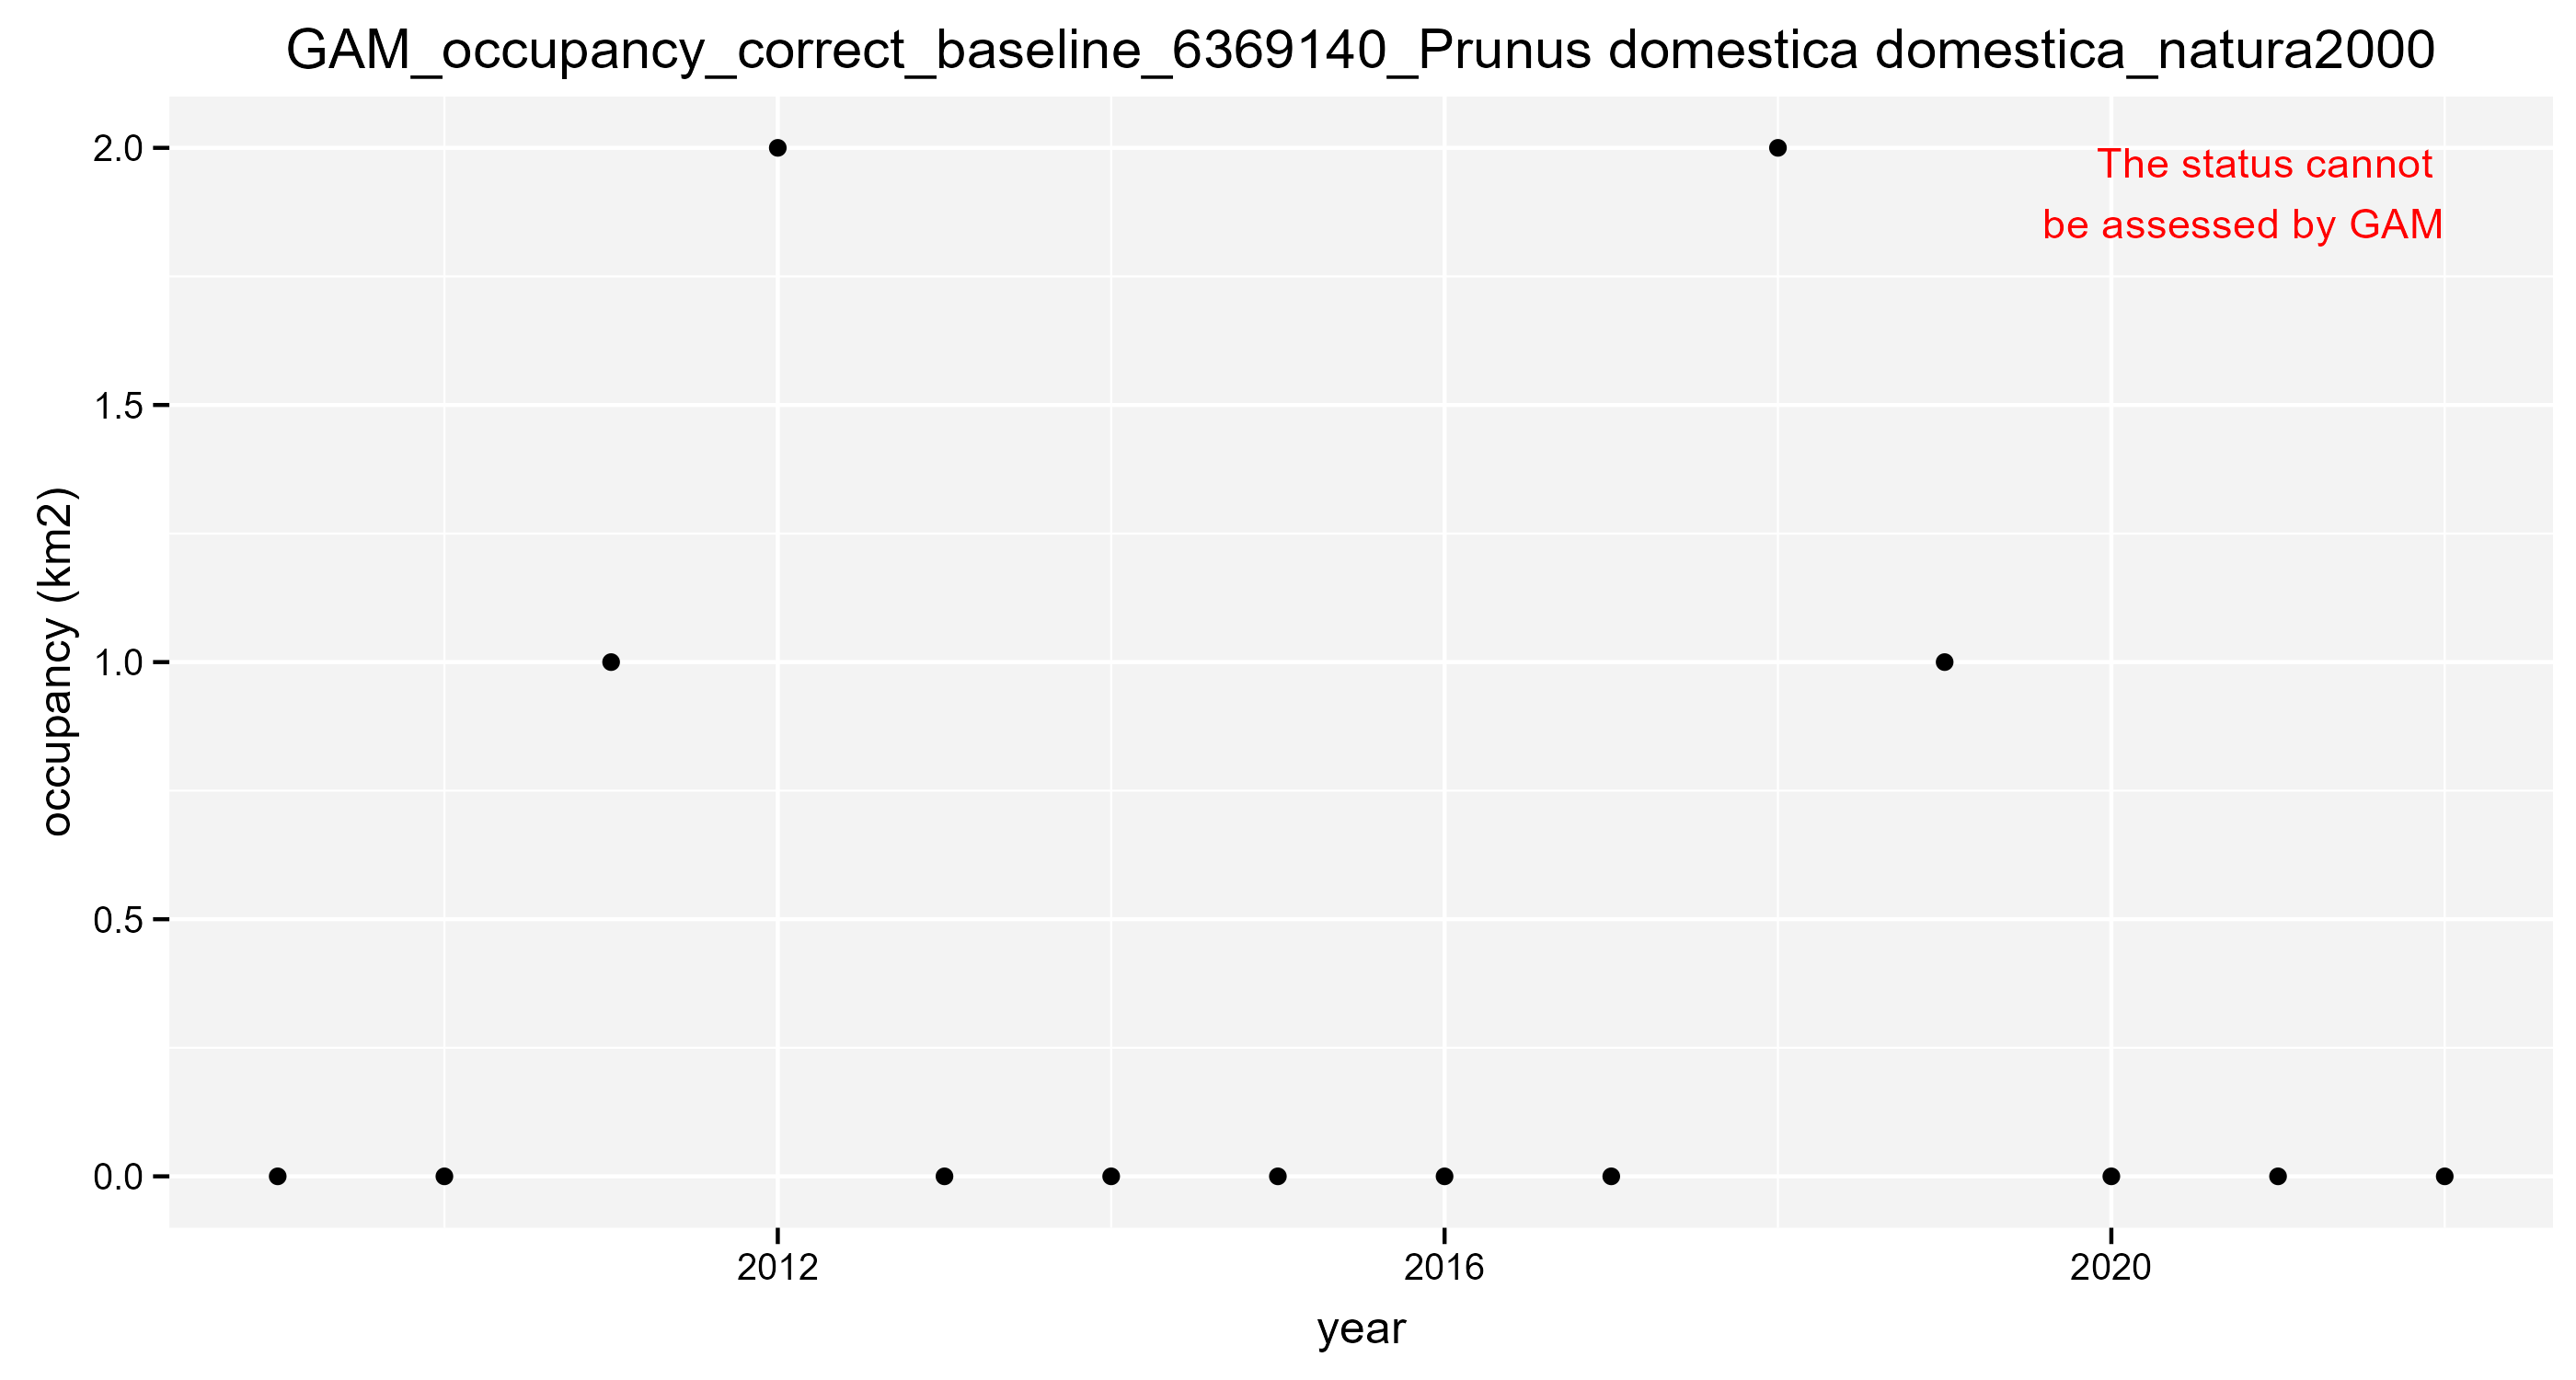 GAM_occupancy_correct_baseline_6369140_Prunus domestica domestica_natura2000
The status cannot
be assessed by GAM
occupancy (km2)
2.0
1.5
1.0
0.5
0.0
2012 2016 2020
year